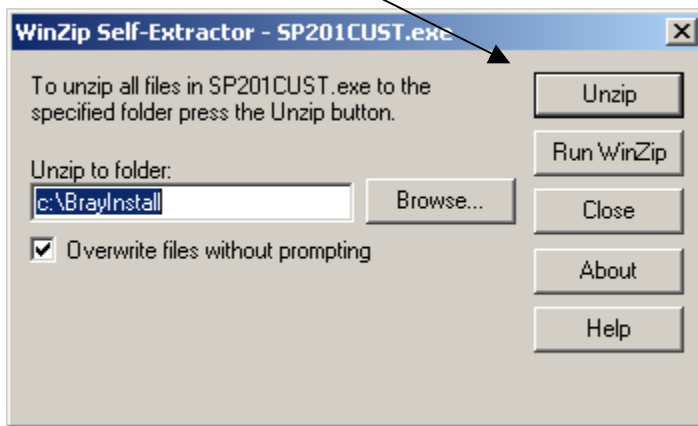 WinZip Self-Extractor - SP201CUST.exe
To unzip all files in SP201CUST.exe to the
specified folder press the Unzip button.
Unzip to folder:
c:\BrayInstall
Browse...
Overwrite files without prompting
Unzip
Run WinZip
Close
About
Help